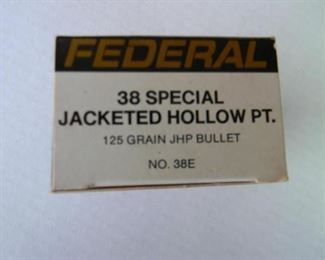 FEDERAL
38 SPECIAL
JACKETED HOLLOW PT.
125 GRAIN JHP BULLET
NO. 38E